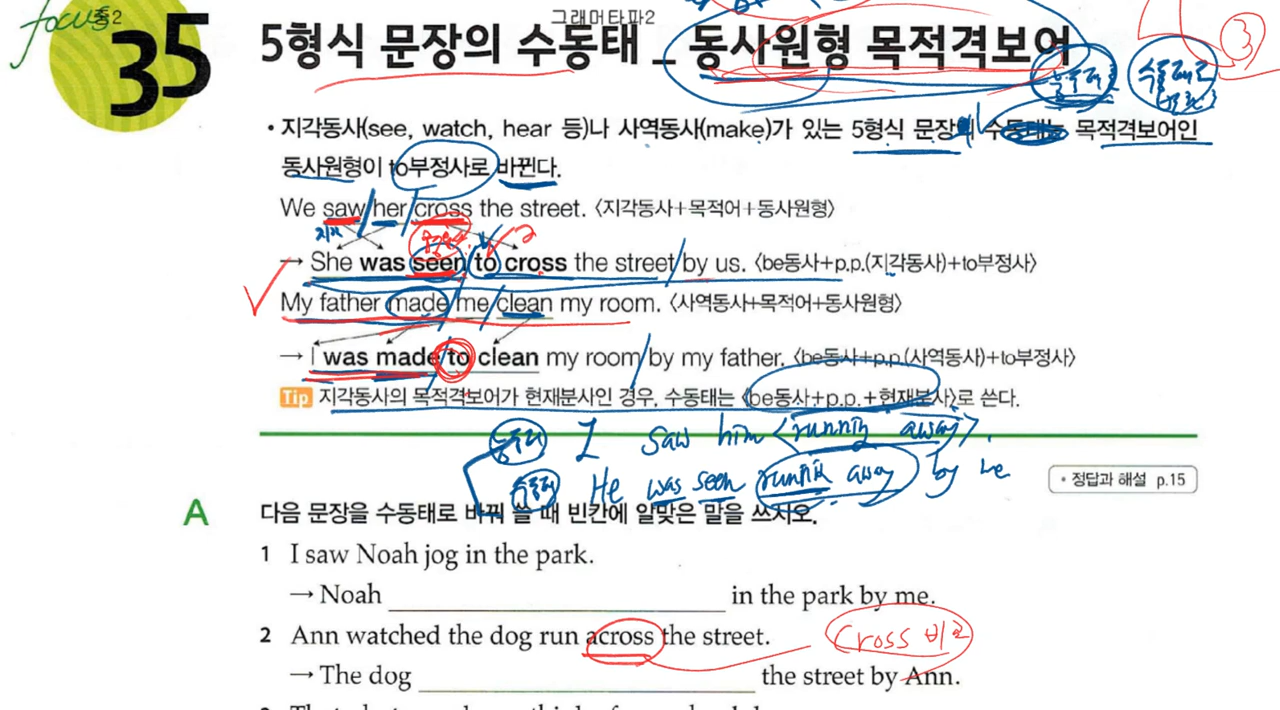 focus 중2
그래머타파2
35 5형식 문장의 수동태 _ 동사원형 목적격보어
③
능동태 수동태로
• 지각동사(see, watch, hear 등)나 사역동사(make)가 있는 5형식 문장의 수동태는 목적격보어인
동사원형이 to부정사로 바뀐다.
We saw her cross the street. 〈지각동사+목적어+동사원형〉
→ She was seen to cross the street by us. 〈be동사+p.p.(지각동사)+to부정사〉
My father made me clean my room. 〈사역동사+목적어+동사원형〉
→ I was made to clean my room by my father. 〈be동사+p.p.(사역동사)+to부정사〉
Tip 지각동사의 목적격보어가 현재분사인 경우, 수동태는 〈be동사+p.p.+현재분사〉로 쓴다.
능동태 I saw him <running away>.
수동태 He was seen running away by me
• 정답과 해설 p.15
A 다음 문장을 수동태로 바꿔 쓸 때 빈칸에 알맞은 말을 쓰시오.
1 I saw Noah jog in the park.
→ Noah ____________ in the park by me.
2 Ann watched the dog run across the street.
Cross 비교
→ The dog ____________ the street by Ann.